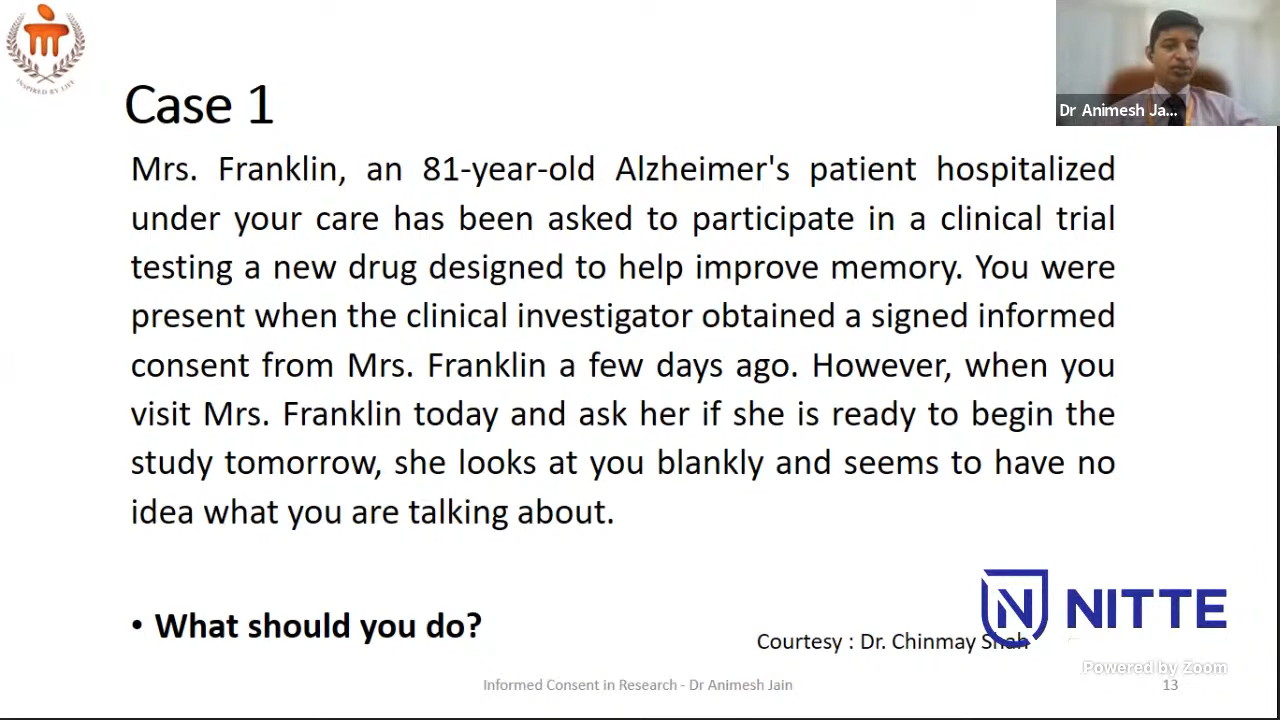 INSPIRED BY LIFE
Dr Animesh Ja...
Case 1
Mrs. Franklin, an 81-year-old Alzheimer's patient hospitalized
under your care has been asked to participate in a clinical trial
testing a new drug designed to help improve memory. You were
present when the clinical investigator obtained a signed informed
consent from Mrs. Franklin a few days ago. However, when you
visit Mrs. Franklin today and ask her if she is ready to begin the
study tomorrow, she looks at you blankly and seems to have no
idea what you are talking about.
• What should you do?
NITTE
Courtesy : Dr. Chinmay Shah
Powered by Zoom
Informed Consent in Research - Dr Animesh Jain
13